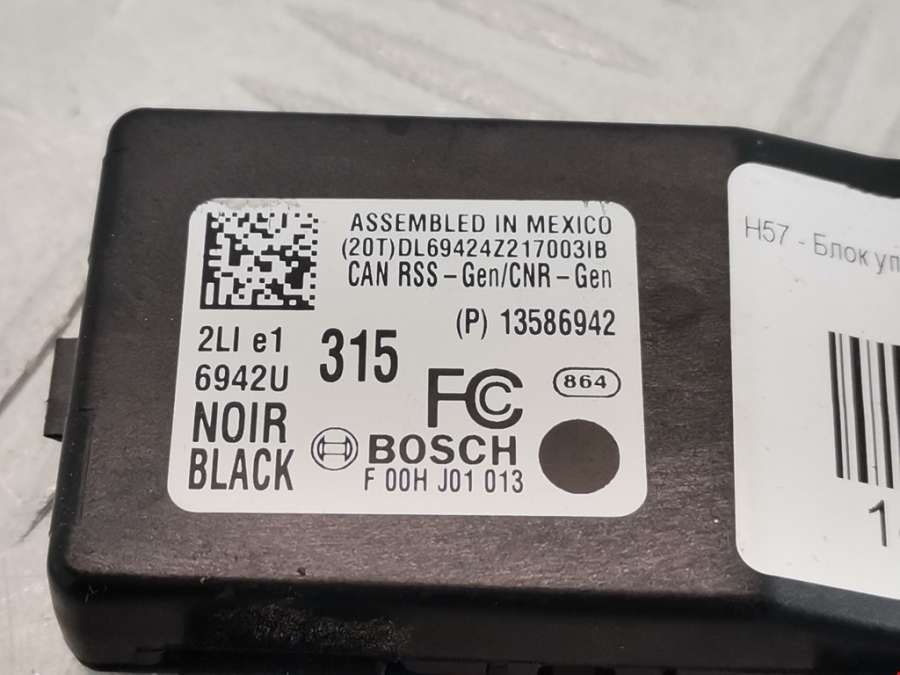 ASSEMBLED IN MEXICO
(20T)DL69424Z217003IB
CAN RSS-Gen/CNR-Gen
(P) 13586942
2LI e1
6942U
315
NOIR
BLACK
FC
864
BOSCH
F 00H J01 013
H57 - Блок уп